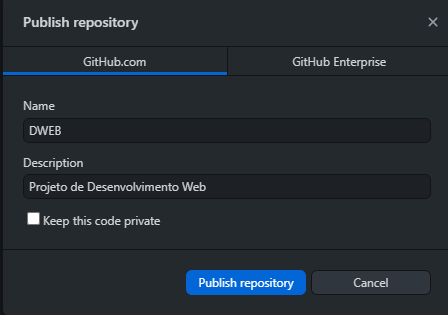 Publish repository
GitHub.com
GitHub Enterprise
Name
DWEB
Description
Projeto de Desenvolvimento Web
Keep this code private
Publish repository
Cancel